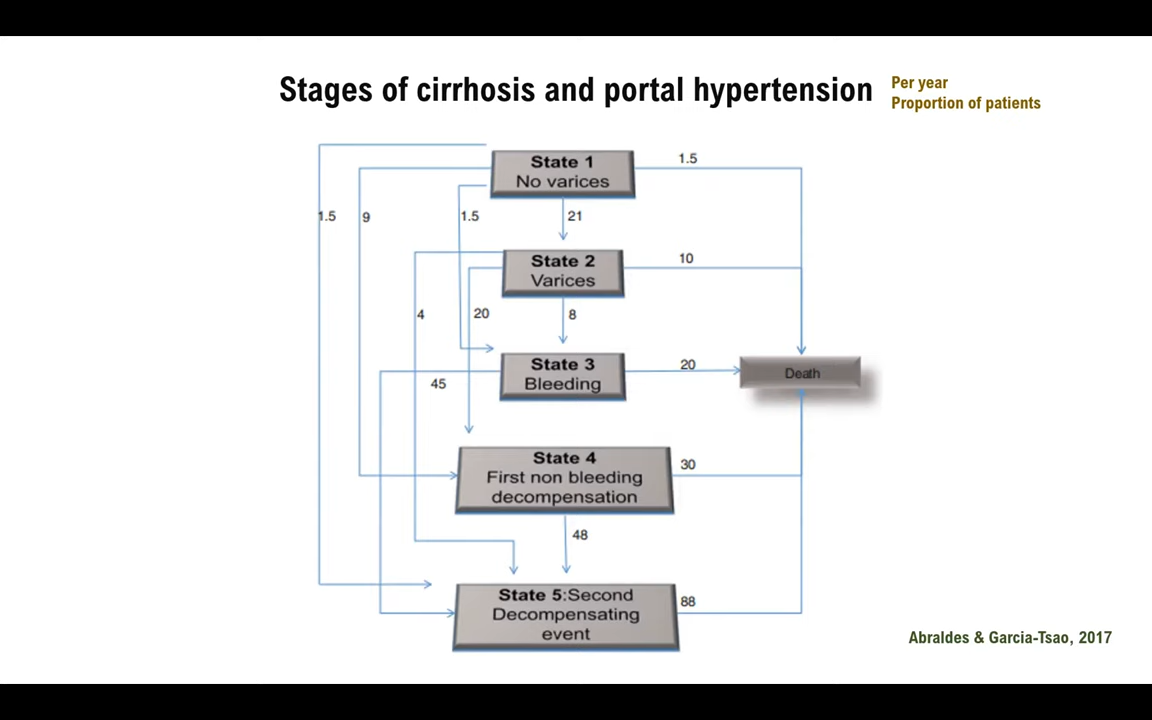 Stages of cirrhosis and portal hypertension
Per year
Proportion of patients
State 1
No varices
1.5
1.5
9
1.5
21
State 2
Varices
10
4
20
8
State 3
Bleeding
20
Death
45
State 4
First non bleeding
decompensation
30
48
State 5:Second
Decompensating
event
88
Abraldes & Garcia-Tsao, 2017